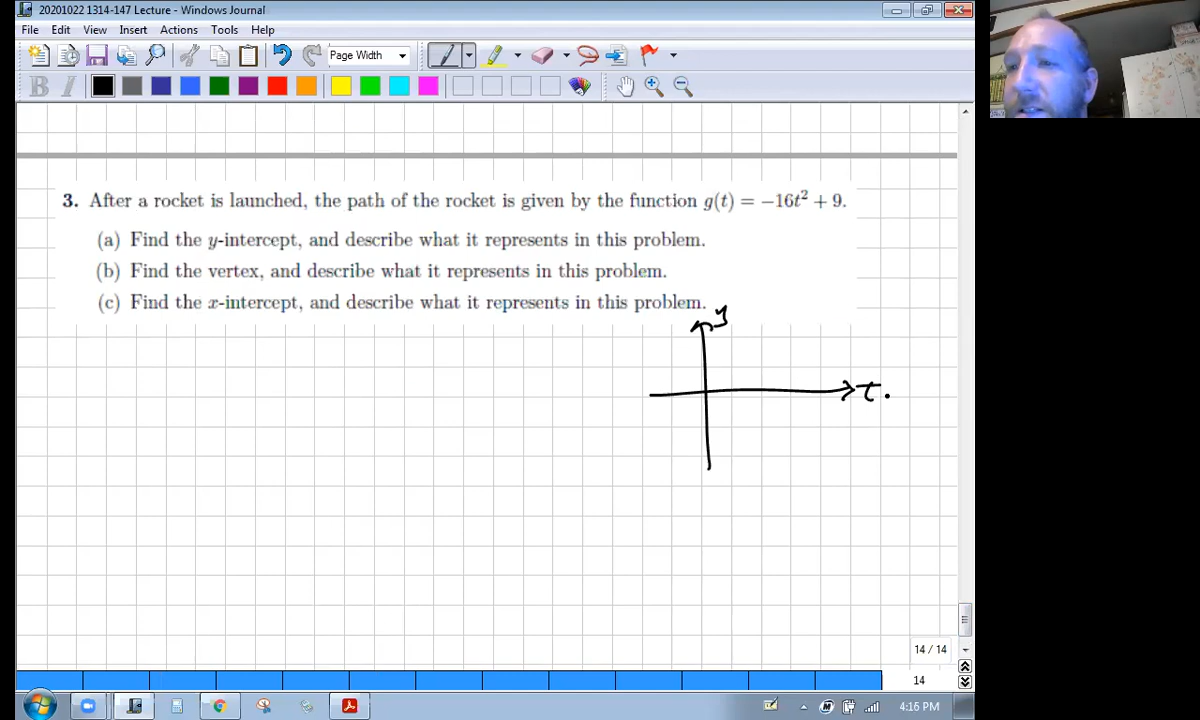 20201022 1314-147 Lecture - Windows Journal
File Edit View Insert Actions Tools Help
Page Width
B I
3. After a rocket is launched, the path of the rocket is given by the function g(t) = −16t² + 9.
(a) Find the y-intercept, and describe what it represents in this problem.
(b) Find the vertex, and describe what it represents in this problem.
(c) Find the x-intercept, and describe what it represents in this problem.
y
t.
14 / 14
14
4:16 PM